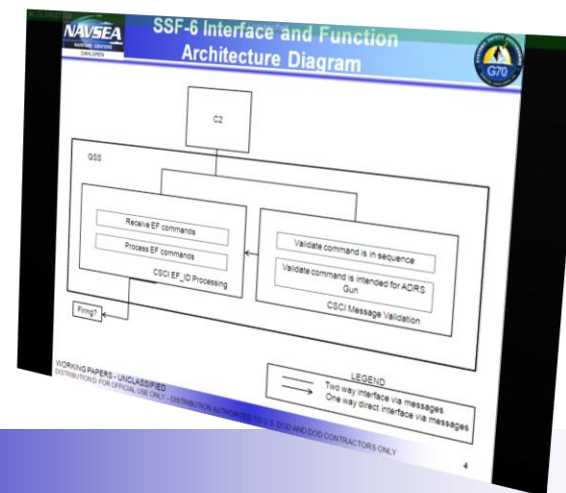 NAVSEA
WARFARE CENTERS
DAHLGREN
SSF-6 Interface and Function
Architecture Diagram
G70
C2
GSS
Receive EF commands
Process EF commands
CSCI EF_ID Processing
Validate command is in sequence
Validate command is intended for ADRS
Gun
CSCI Message Validation
Firing?
LEGEND
Two way interface via messages
One way direct interface via messages
WORKING PAPERS - UNCLASSIFIED
DISTRIBUTION D: FOR OFFICIAL USE ONLY – DISTRIBUTION AUTHORIZED TO U.S. DOD AND DOD CONTRACTORS ONLY
4